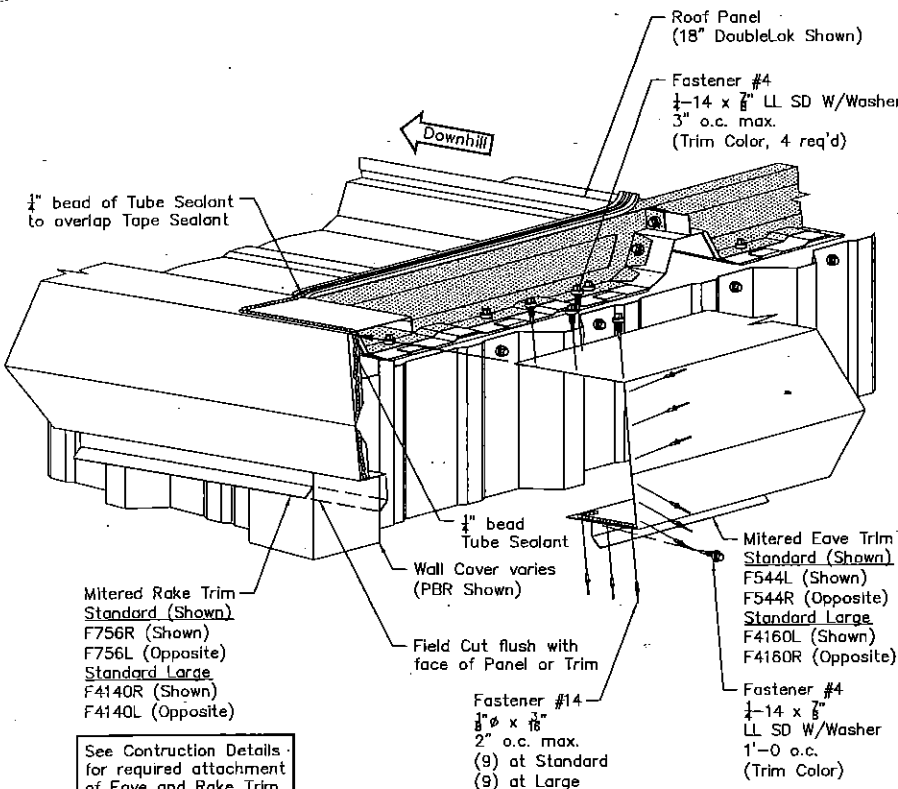 Roof Panel
(18" DoubleLok Shown)
Fastener #4
1/4-14 x 7/8" LL SD W/Washer
3" o.c. max.
(Trim Color, 4 req'd)
Downhill
1/4" bead of Tube Sealant
to overlap Tape Sealant
1/4" bead
Tube Sealant
Wall Cover varies
(PBR Shown)
Field Cut flush with
face of Panel or Trim
Mitered Rake Trim
Standard (Shown)
F756R (Shown)
F756L (Opposite)
Standard Large
F4140R (Shown)
F4140L (Opposite)
See Contruction Details
for required attachment
of Eave and Rake Trim
Fastener #14
1/8"ø x 3/16"
2" o.c. max.
(9) at Standard
(9) at Large
Mitered Eave Trim
Standard (Shown)
F544L (Shown)
F544R (Opposite)
Standard Large
F4160L (Shown)
F4160R (Opposite)
Fastener #4
1/4-14 x 7/8"
LL SD W/Washer
1'-0 o.c.
(Trim Color)